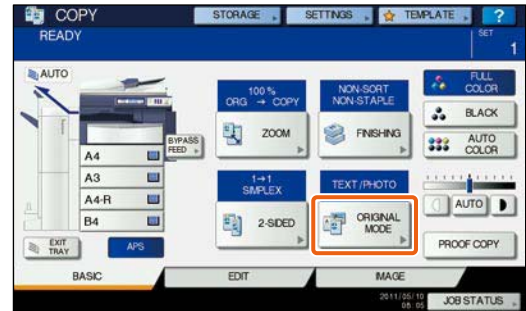 COPY
STORAGE
SETTINGS
TEMPLATE
?
READY
SET
1
AUTO
100 %
ORG → COPY
NON-SORT
NON-STAPLE
FULL
COLOR
ZOOM
FINISHING
BLACK
BYPASS
FEED
AUTO
COLOR
A4
A3
A4-R
B4
1→1
SIMPLEX
TEXT/PHOTO
2-SIDED
ORIGINAL
MODE
AUTO
EXIT
TRAY
APS
PROOF COPY
BASIC
EDIT
IMAGE
2011/05/10
JOB STATUS